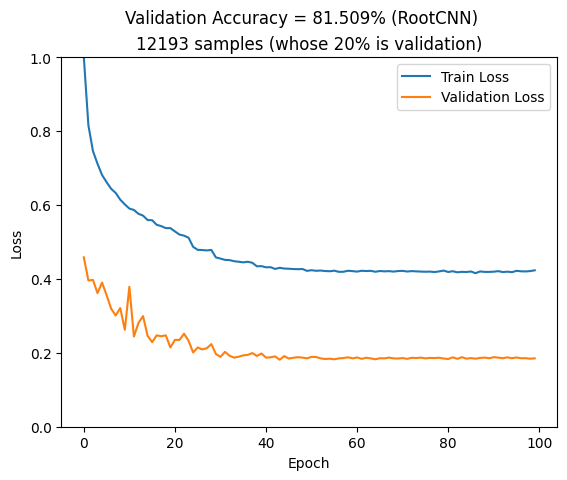 Validation Accuracy = 81.509% (RootCNN)
12193 samples (whose 20% is validation)
Train Loss
Validation Loss
1.0
0.8
0.6
0.4
0.2
0.0
Loss
0
20
40
60
80
100
Epoch